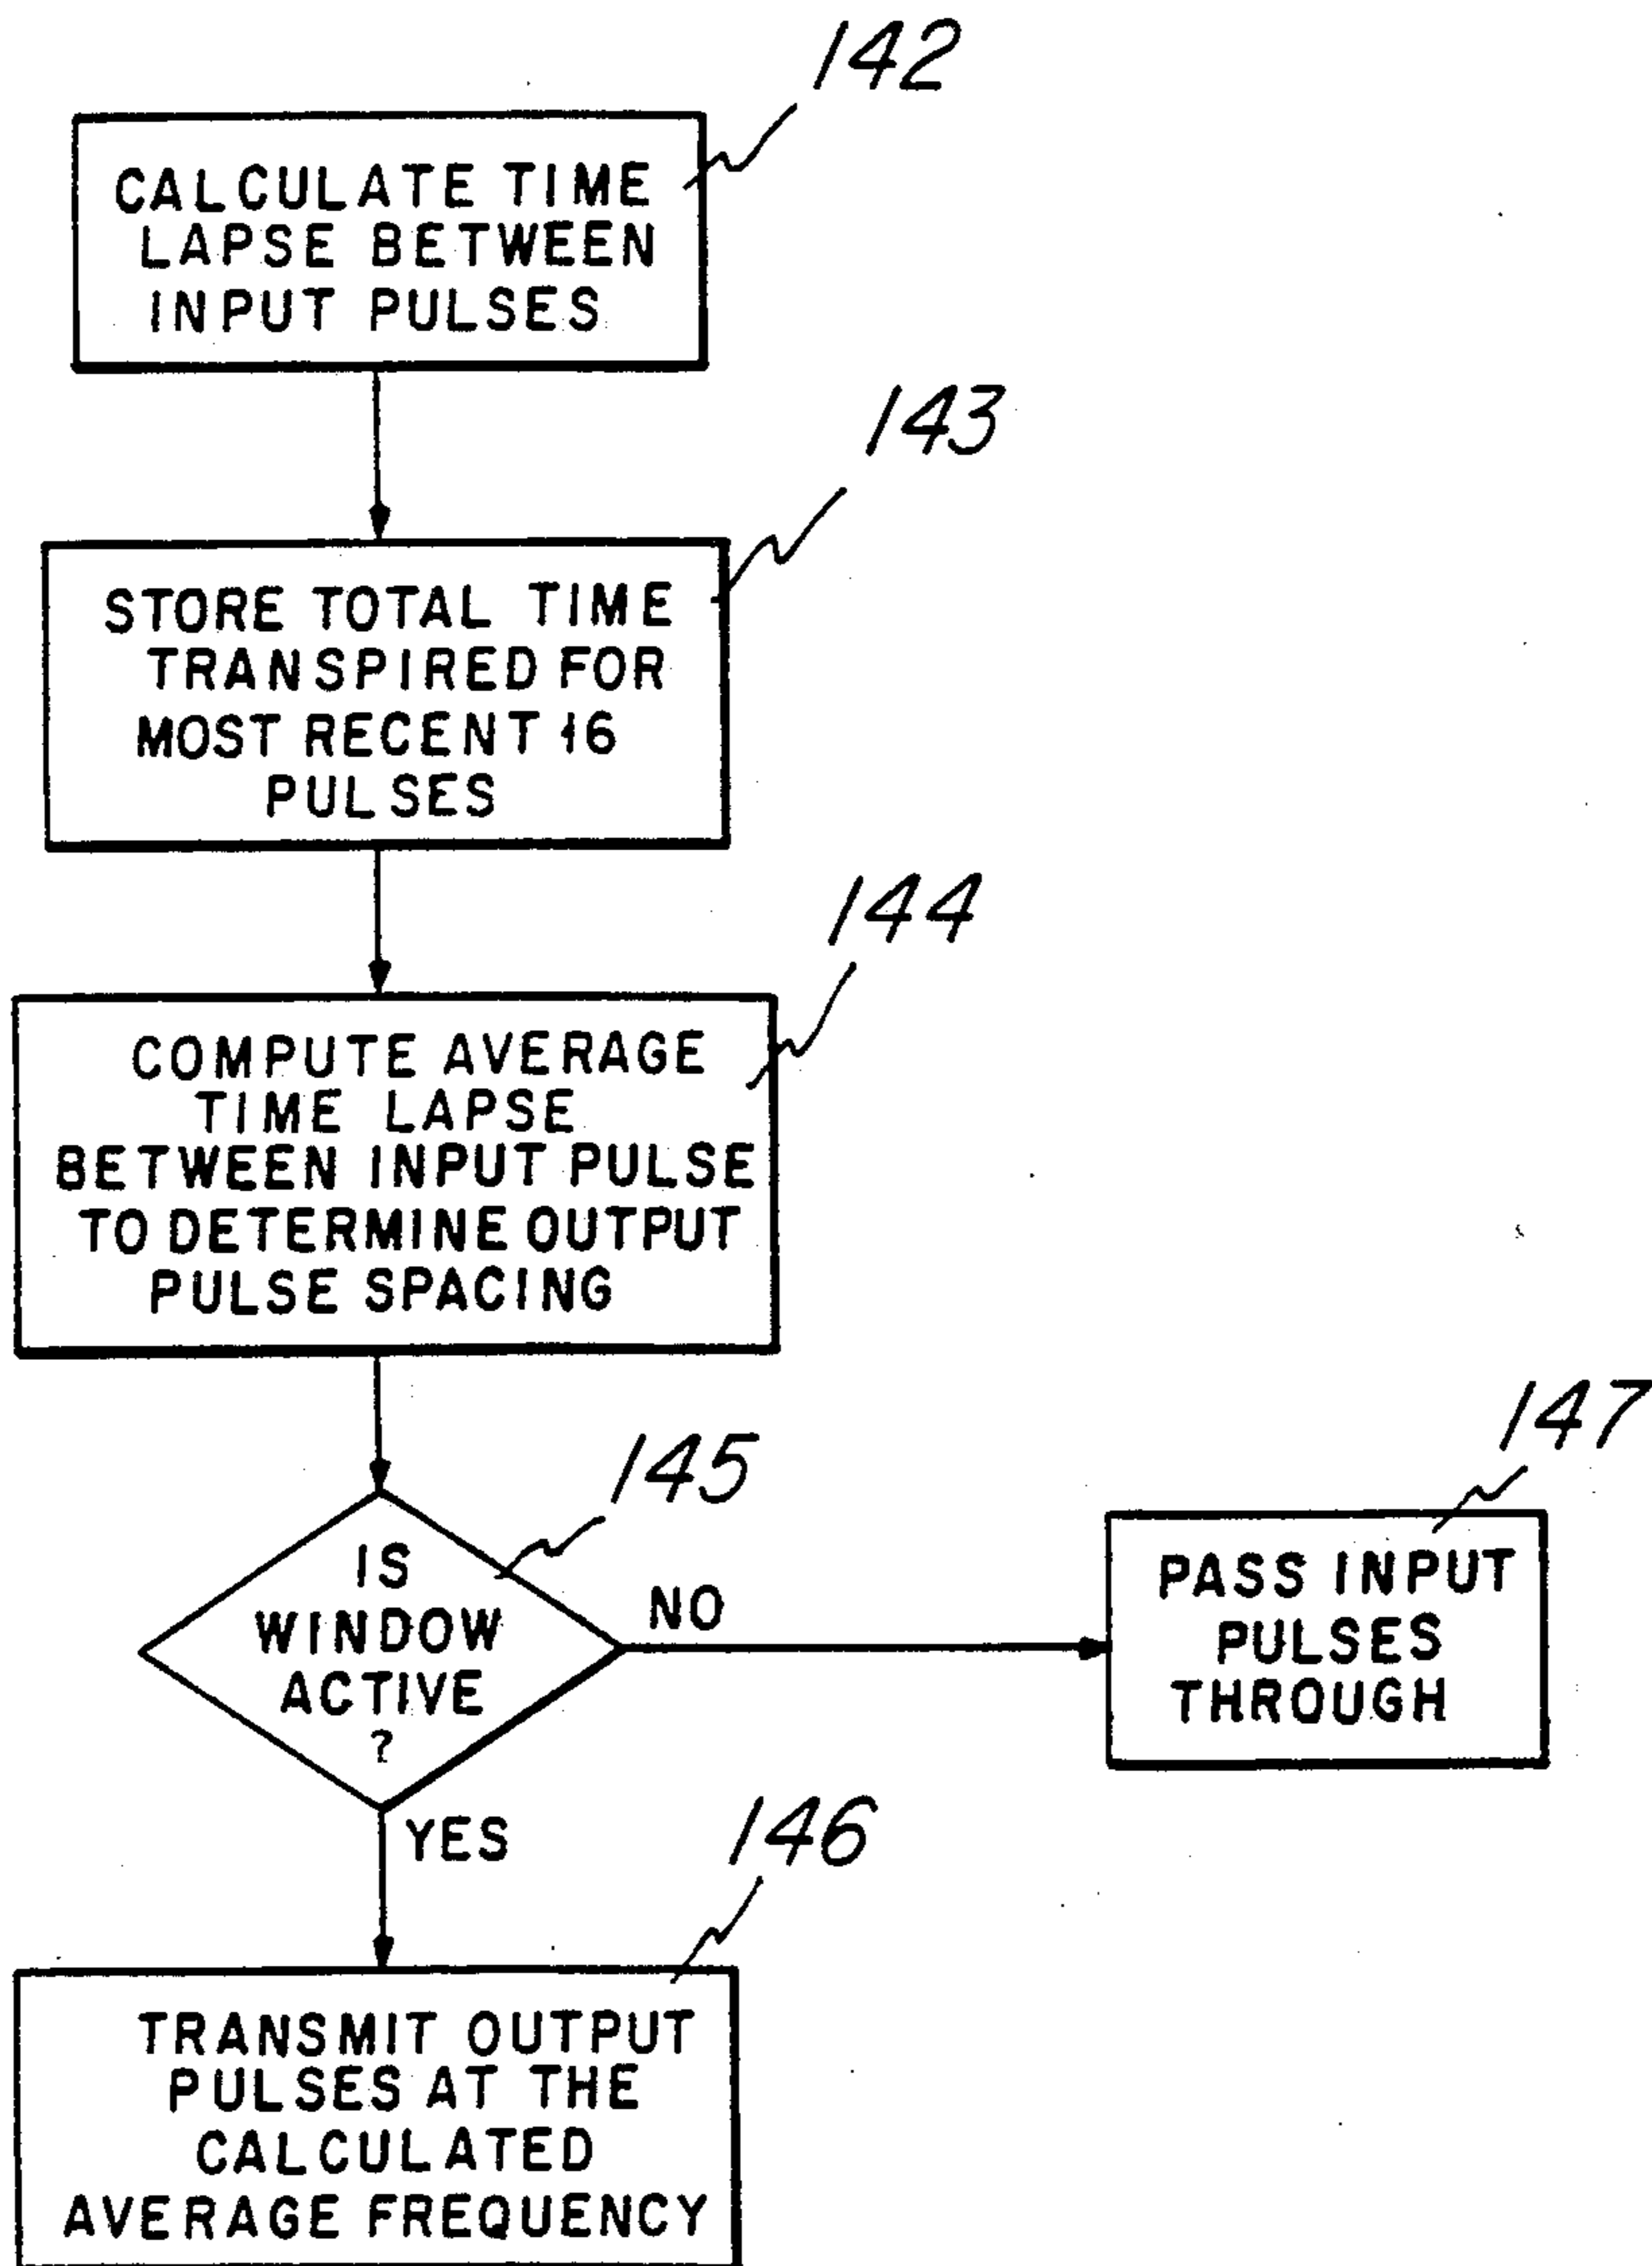 142
CALCULATE TIME
LAPSE BETWEEN
INPUT PULSES
143
STORE TOTAL TIME
TRANSPIRED FOR
MOST RECENT 16
PULSES
144
COMPUTE AVERAGE
TIME LAPSE
BETWEEN INPUT PULSE
TO DETERMINE OUTPUT
PULSE SPACING
145
IS
WINDOW
ACTIVE
?
NO
147
PASS INPUT
PULSES
THROUGH
YES
146
TRANSMIT OUTPUT
PULSES AT THE
CALCULATED
AVERAGE FREQUENCY